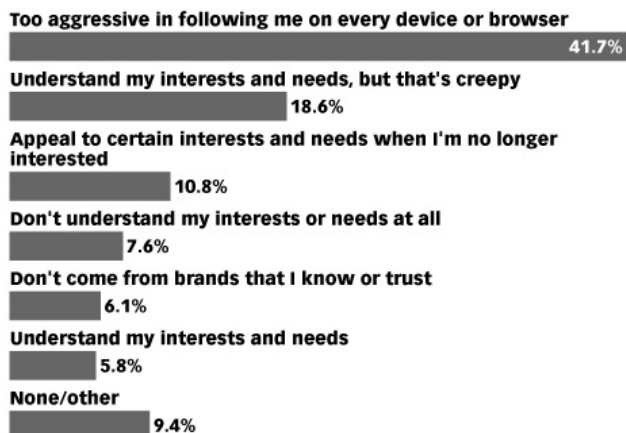 Too aggressive in following me on every device or browser
41.7%
Understand my interests and needs, but that's creepy
18.6%
Appeal to certain interests and needs when I'm no longer
interested
10.8%
Don't understand my interests or needs at all
7.6%
Don't come from brands that I know or trust
6.1%
Understand my interests and needs
5.8%
None/other
9.4%